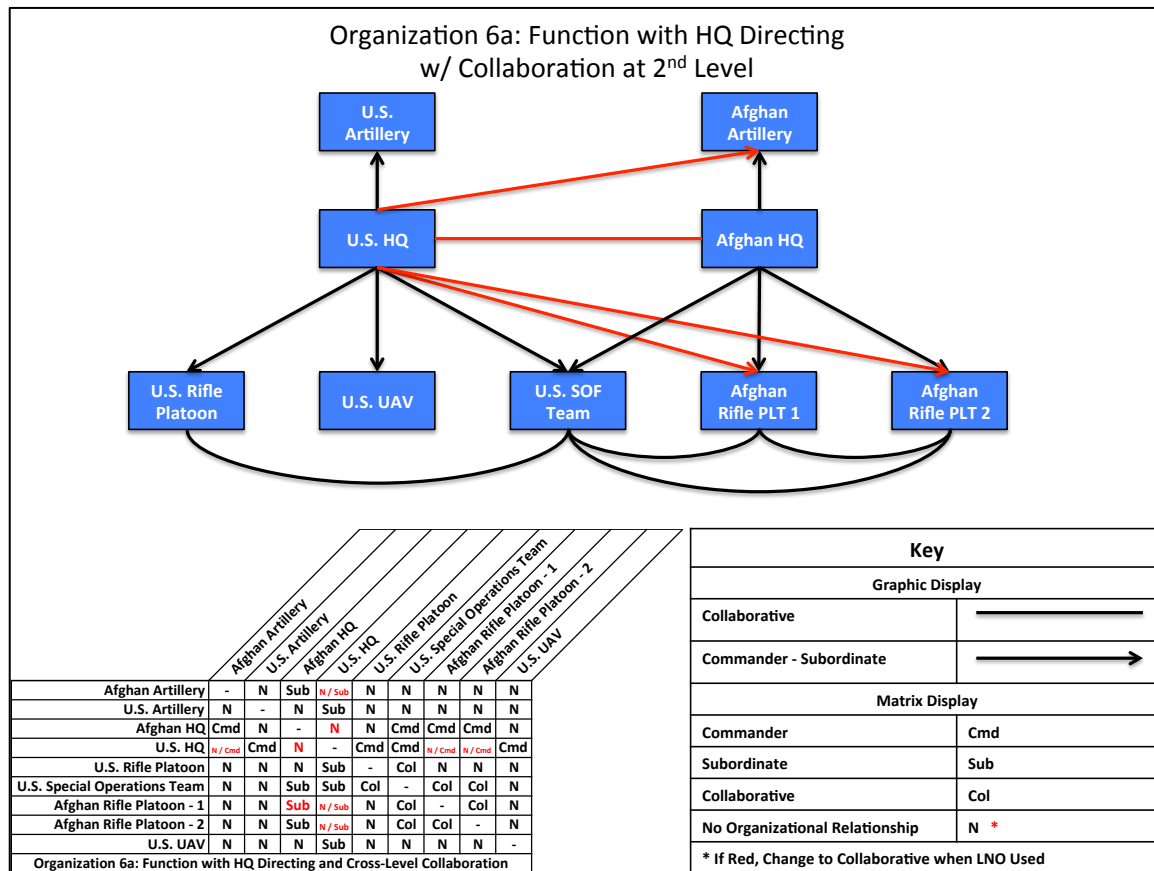 Organization 6a: Function with HQ Directing
w/ Collaboration at 2nd Level
U.S.
Artillery
Afghan
Artillery
U.S. HQ
Afghan HQ
U.S. Rifle
Platoon
U.S. UAV
U.S. SOF
Team
Afghan
Rifle PLT 1
Afghan
Rifle PLT 2
Afghan Artillery
U.S. Artillery
Afghan HQ
U.S. HQ
U.S. Rifle Platoon
U.S. Special Operations Team
Afghan Rifle Platoon - 1
Afghan Rifle Platoon - 2
U.S. UAV
Afghan Artillery - N Sub N / Sub N N N N N
U.S. Artillery N - N Sub N N N N N
Afghan HQ Cmd N - N N Cmd Cmd Cmd N
U.S. HQ N / Cmd Cmd N - Cmd Cmd N / Cmd N / Cmd Cmd
U.S. Rifle Platoon N N N Sub - Col N N N
U.S. Special Operations Team N N Sub Sub Col - Col Col N
Afghan Rifle Platoon - 1 N N Sub N / Sub N Col - Col N
Afghan Rifle Platoon - 2 N N Sub N / Sub N Col Col - N
U.S. UAV N N N Sub N N N N -
Organization 6a: Function with HQ Directing and Cross-Level Collaboration
Key
Graphic Display
Collaborative
Commander - Subordinate
Matrix Display
Commander Cmd
Subordinate Sub
Collaborative Col
No Organizational Relationship N *
* If Red, Change to Collaborative when LNO Used